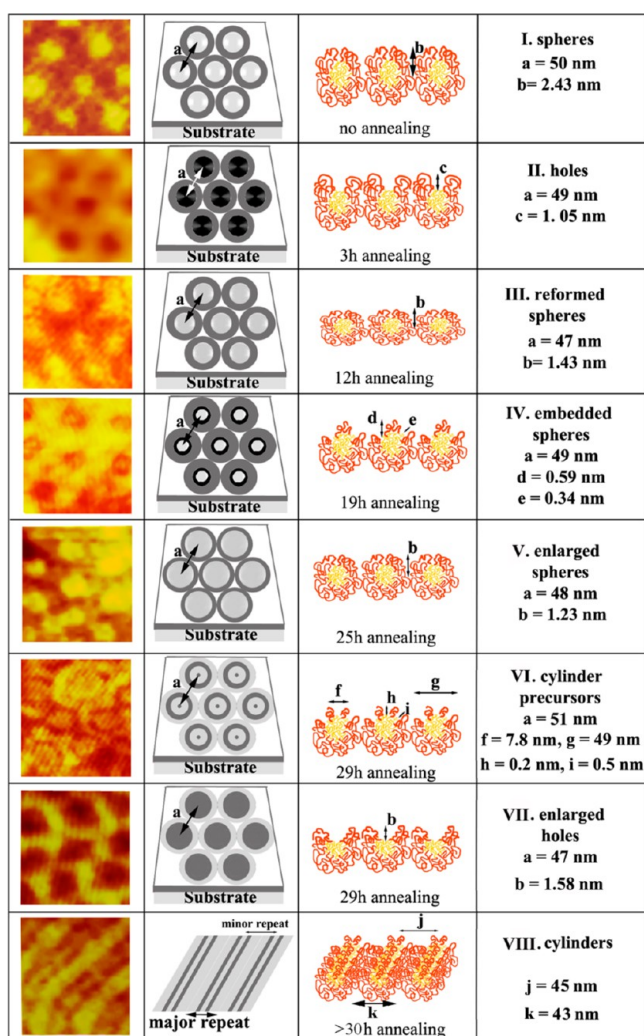 a
Substrate
b
no annealing
I. spheres
a = 50 nm
b= 2.43 nm
a
Substrate
c
3h annealing
II. holes
a = 49 nm
c = 1. 05 nm
a
Substrate
b
12h annealing
III. reformed
spheres
a = 47 nm
b= 1.43 nm
a
Substrate
d
e
19h annealing
IV. embedded
spheres
a = 49 nm
d = 0.59 nm
e = 0.34 nm
a
Substrate
b
25h annealing
V. enlarged
spheres
a = 48 nm
b = 1.23 nm
a
Substrate
f
h
i
g
29h annealing
VI. cylinder
precursors
a = 51 nm
f = 7.8 nm, g = 49 nm
h = 0.2 nm, i = 0.5 nm
a
Substrate
b
29h annealing
VII. enlarged
holes
a = 47 nm
b = 1.58 nm
minor repeat
major repeat
j
k
>30h annealing
VIII. cylinders
j = 45 nm
k = 43 nm